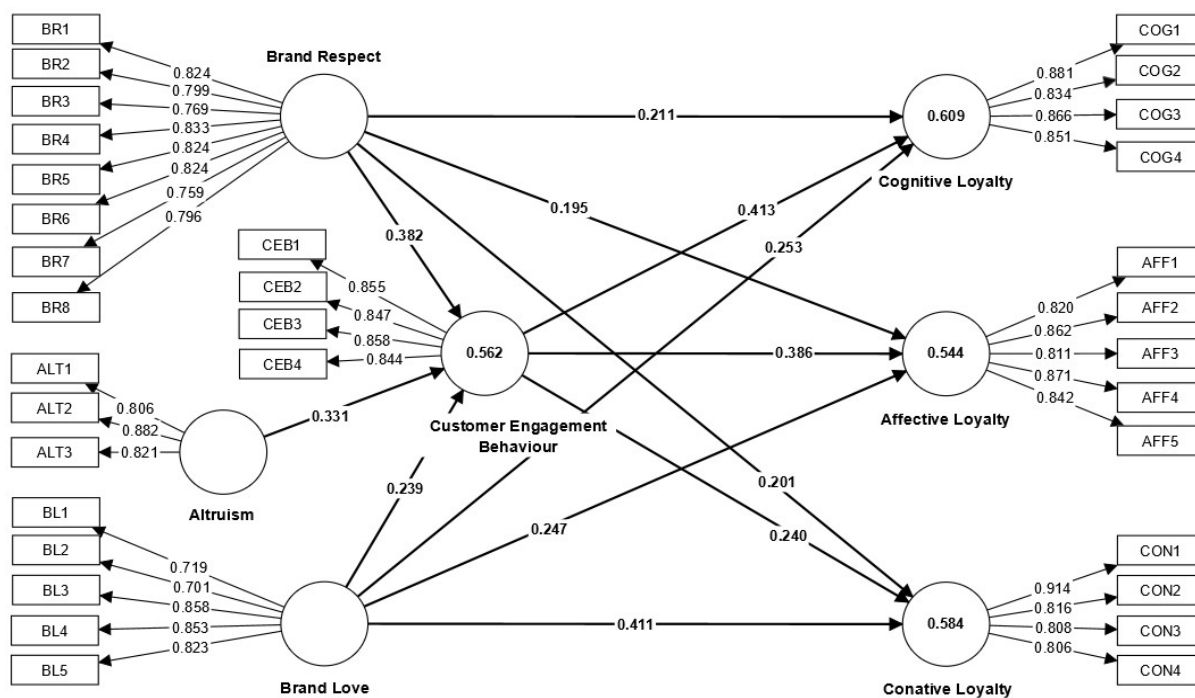 BR1
BR2
BR3
BR4
BR5
BR6
BR7
BR8
0.824
0.799
0.769
0.833
0.824
0.824
0.759
0.796
Brand Respect
ALT1
ALT2
ALT3
0.806
0.882
0.821
Altruism
BL1
BL2
BL3
BL4
BL5
0.719
0.701
0.858
0.853
0.823
Brand Love
CEB1
CEB2
CEB3
CEB4
0.855
0.847
0.858
0.844
0.562
Customer Engagement
Behaviour
0.382
0.331
0.239
0.211
0.195
0.413
0.253
0.386
0.247
0.201
0.240
0.411
0.609
Cognitive Loyalty
0.881
0.834
0.866
0.851
COG1
COG2
COG3
COG4
0.544
Affective Loyalty
0.820
0.862
0.811
0.871
0.842
AFF1
AFF2
AFF3
AFF4
AFF5
0.584
Conative Loyalty
0.914
0.816
0.808
0.806
CON1
CON2
CON3
CON4